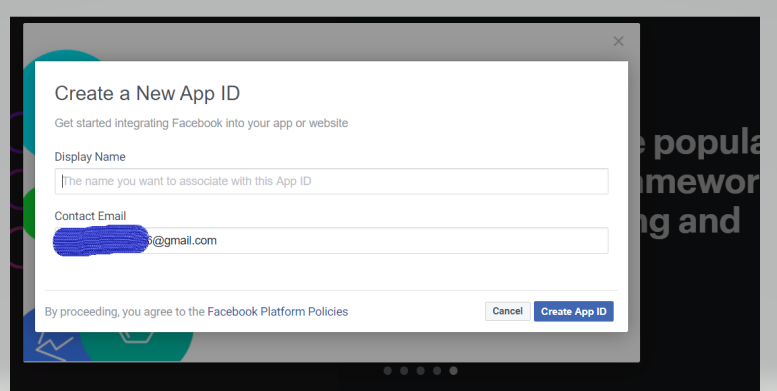 ×
Create a New App ID
Get started integrating Facebook into your app or website
Display Name
The name you want to associate with this App ID
Contact Email
6@gmail.com
By proceeding, you agree to the Facebook Platform Policies
Cancel
Create App ID
popula
ng and